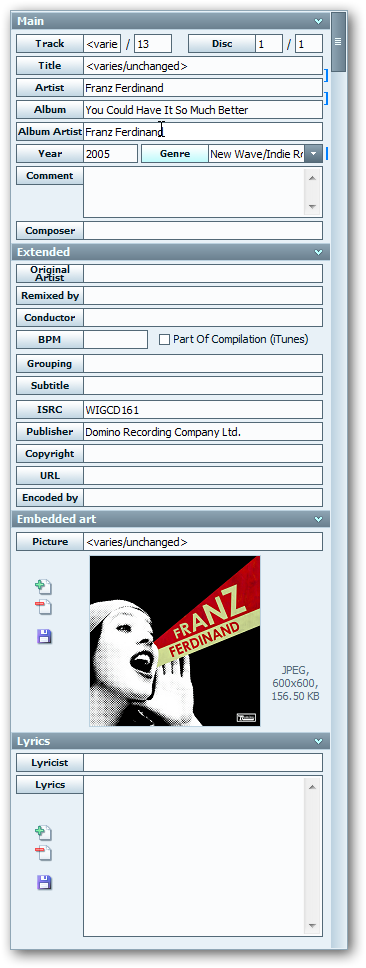 Main
Track <varie / 13 Disc 1 / 1
Title <varies/unchanged>
Artist Franz Ferdinand
Album You Could Have It So Much Better
Album Artist Franz Ferdinand
Year 2005 Genre New Wave/Indie Ro
Comment
Composer
Extended
Original
Artist
Remixed by
Conductor
BPM Part Of Compilation (iTunes)
Grouping
Subtitle
ISRC WIGCD161
Publisher Domino Recording Company Ltd.
Copyright
URL
Encoded by
Embedded art
Picture <varies/unchanged>
FRANZ
FERDINAND
JPEG,
600x600,
156.50 KB
Lyrics
Lyricist
Lyrics